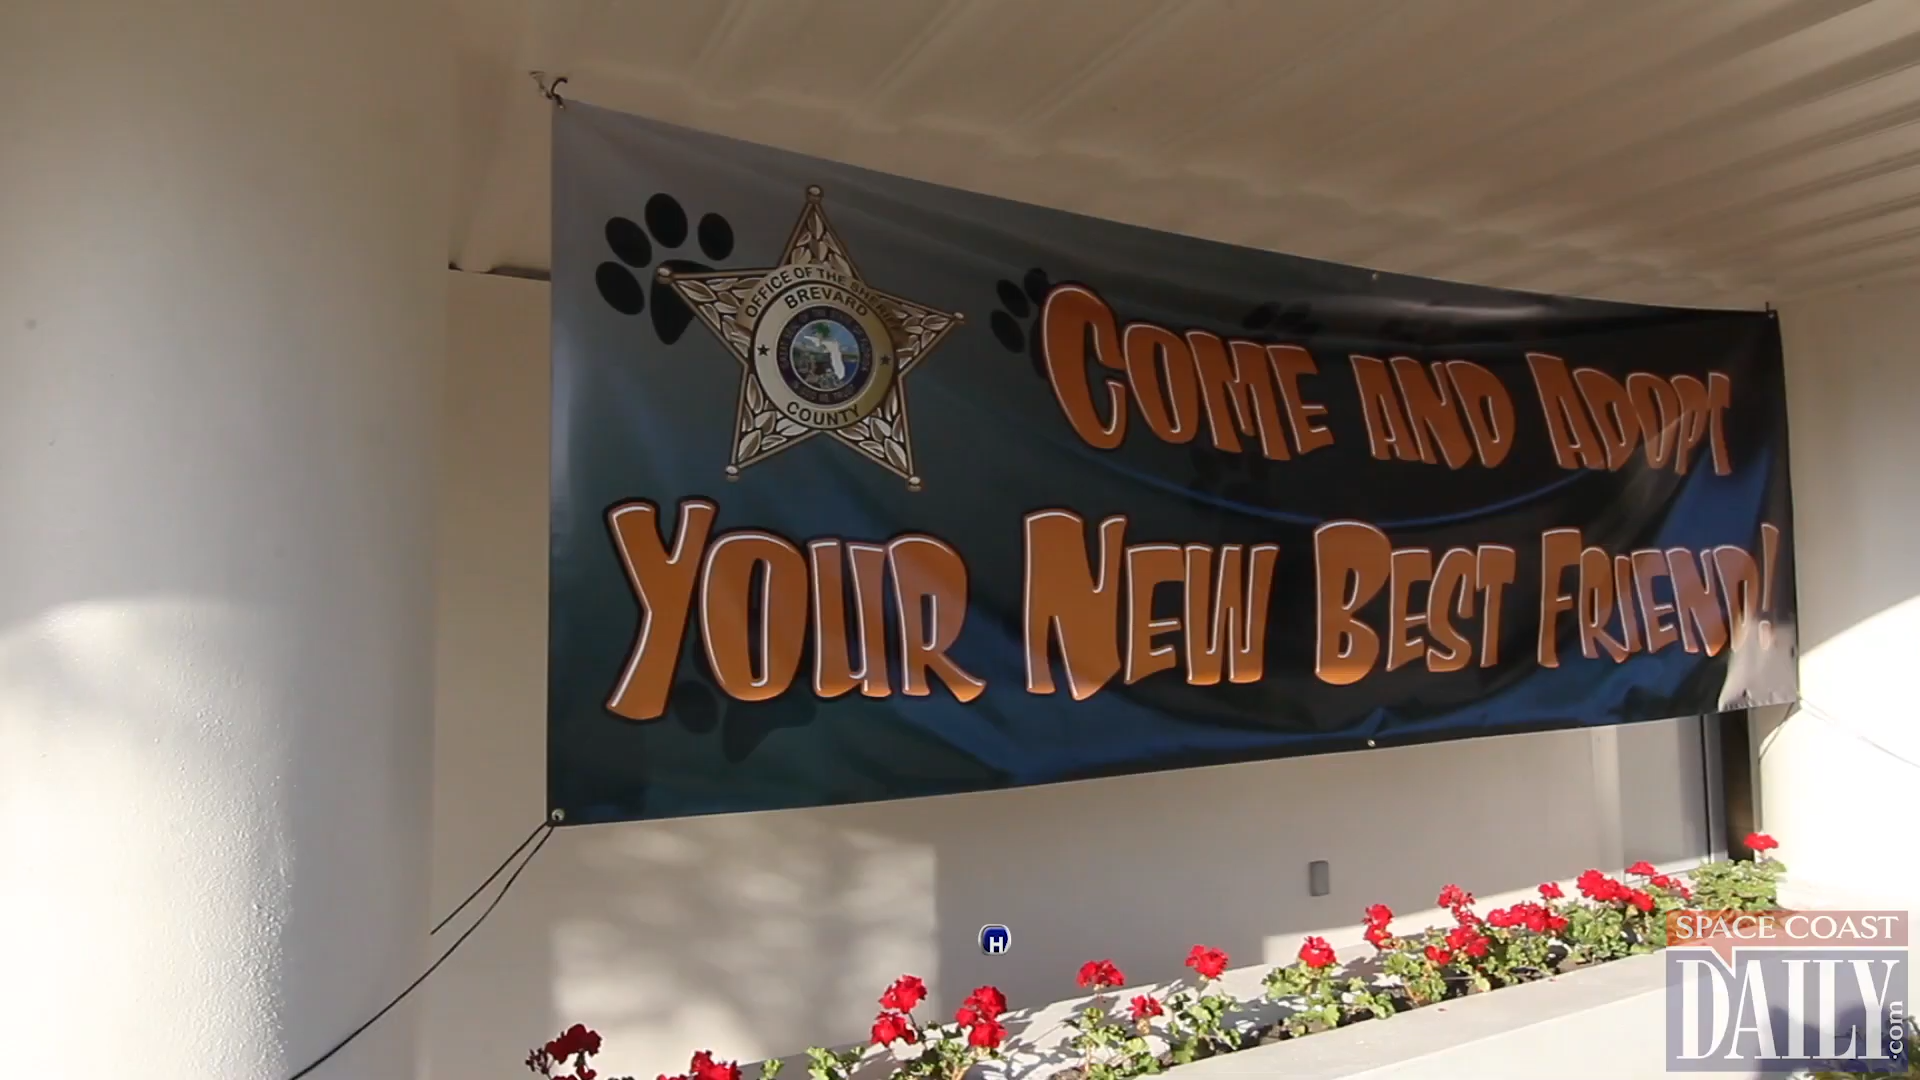 OFFICE OF THE SHERIFF
BREVARD
COUNTY
COME AND ADOPT
YOUR NEW BEST FRIEND!
H
SPACE COAST
DAILY.com